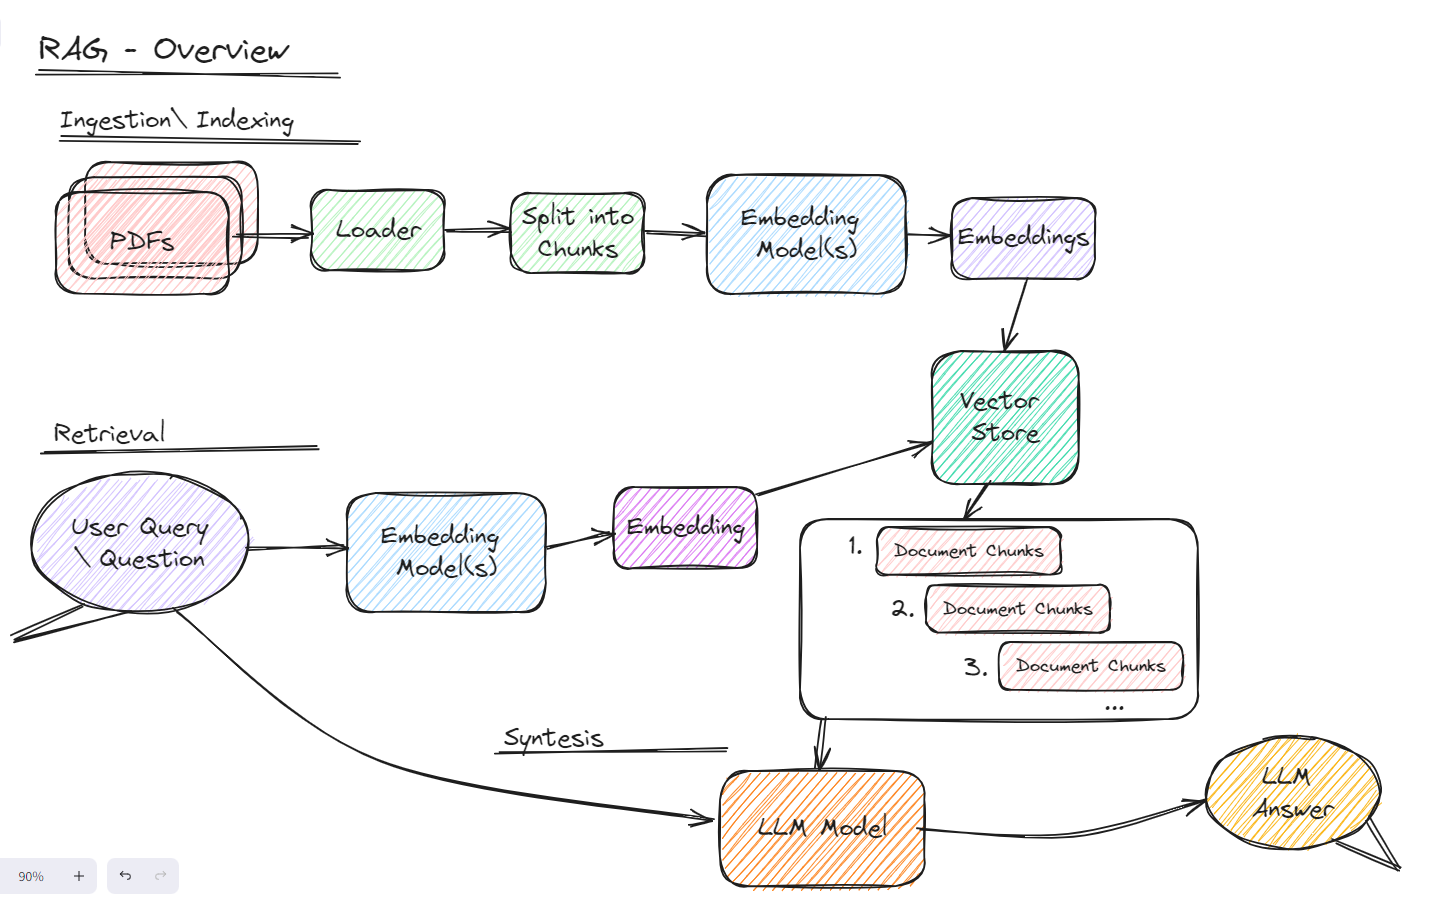 RAG - Overview
Ingestion\ Indexing
PDFs
Loader
Split into
Chunks
Embedding
Model(s)
Embeddings
Vector
Store
Retrieval
User Query
\ Question
Embedding
Model(s)
Embedding
1. Document Chunks
2. Document Chunks
3. Document Chunks
...
Syntesis
LLM Model
LLM
Answer
90% +